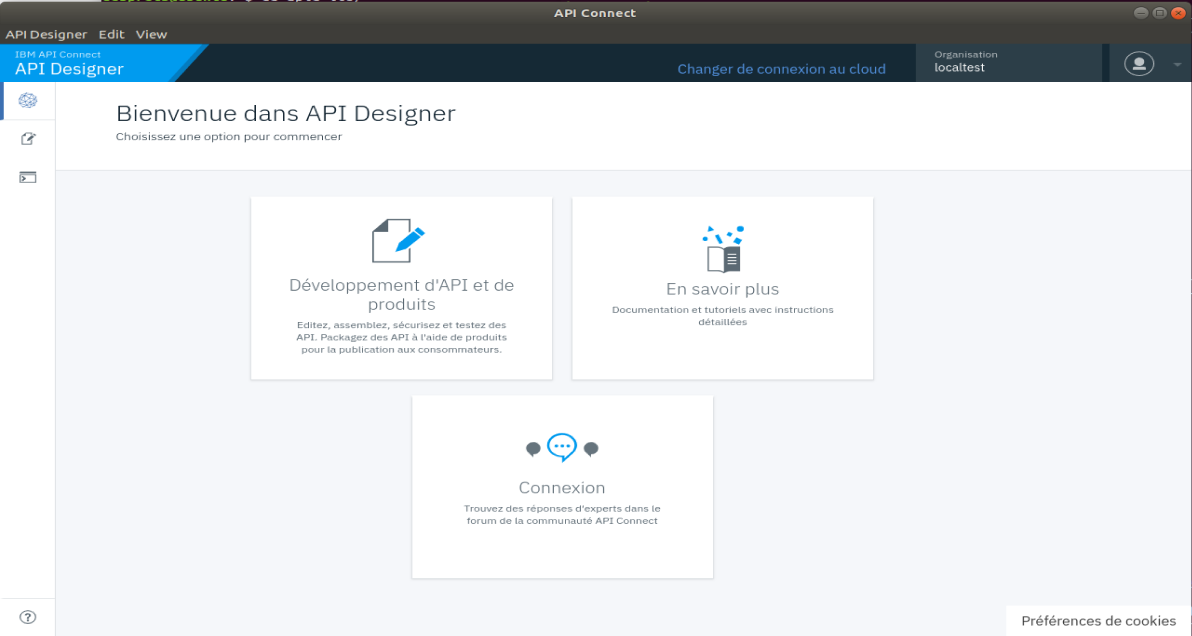 API Connect
API Designer Edit View
IBM API Connect
API Designer
Changer de connexion au cloud
Organisation
localtest
Bienvenue dans API Designer
Choisissez une option pour commencer
Développement d'API et de
produits
Editez, assemblez, sécurisez et testez des
API. Packagez des API à l'aide de produits
pour la publication aux consommateurs.
En savoir plus
Documentation et tutoriels avec instructions
détaillées
Connexion
Trouvez des réponses d'experts dans le
forum de la communauté API Connect
Préférences de cookies